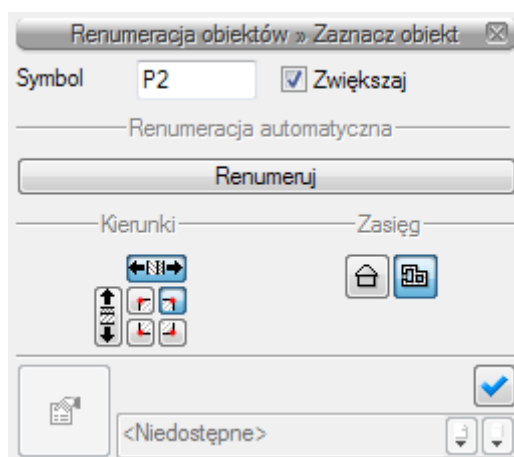 Renumeracja obiektów » Zaznacz obiekt
Symbol P2 Zwiększaj
Renumeracja automatyczna
Renumeruj
Kierunki Zasięg
<Niedostępne>